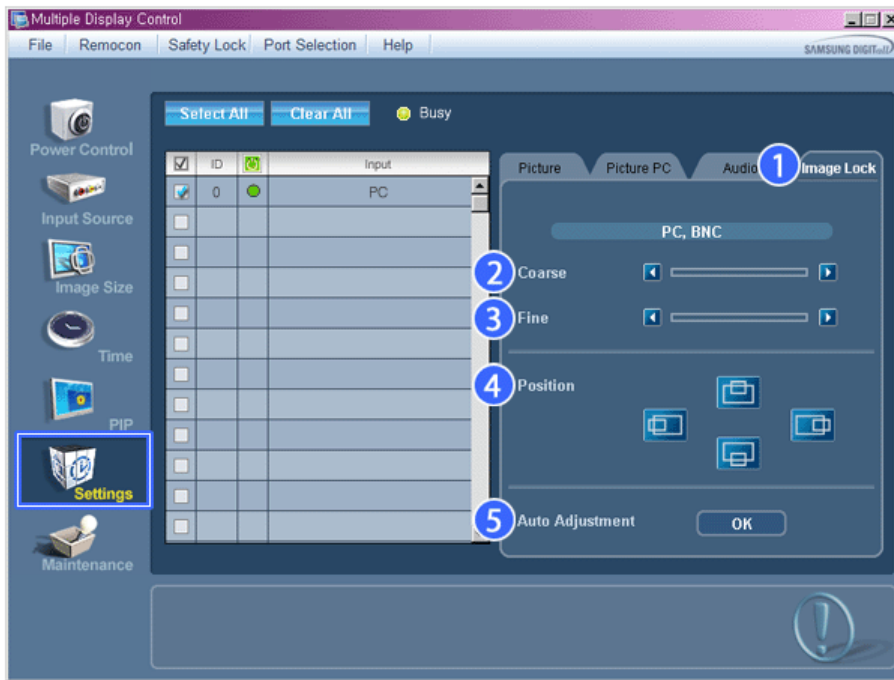 Multiple Display Control
File Remocon Safety Lock Port Selection Help
SAMSUNG DIGITall
Select All Clear All Busy
Power Control
Input Source
Image Size
Time
PIP
Settings
Maintenance
ID Input
0 PC
Picture Picture PC Audio 1 Image Lock
PC, BNC
2 Coarse
3 Fine
4 Position
5 Auto Adjustment OK